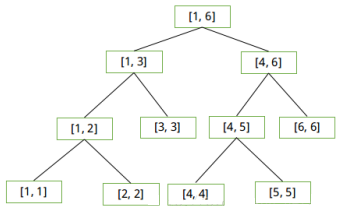 [1, 6]
[1, 3] [4, 6]
[1, 2] [3, 3] [4, 5] [6, 6]
[1, 1] [2, 2] [4, 4] [5, 5]